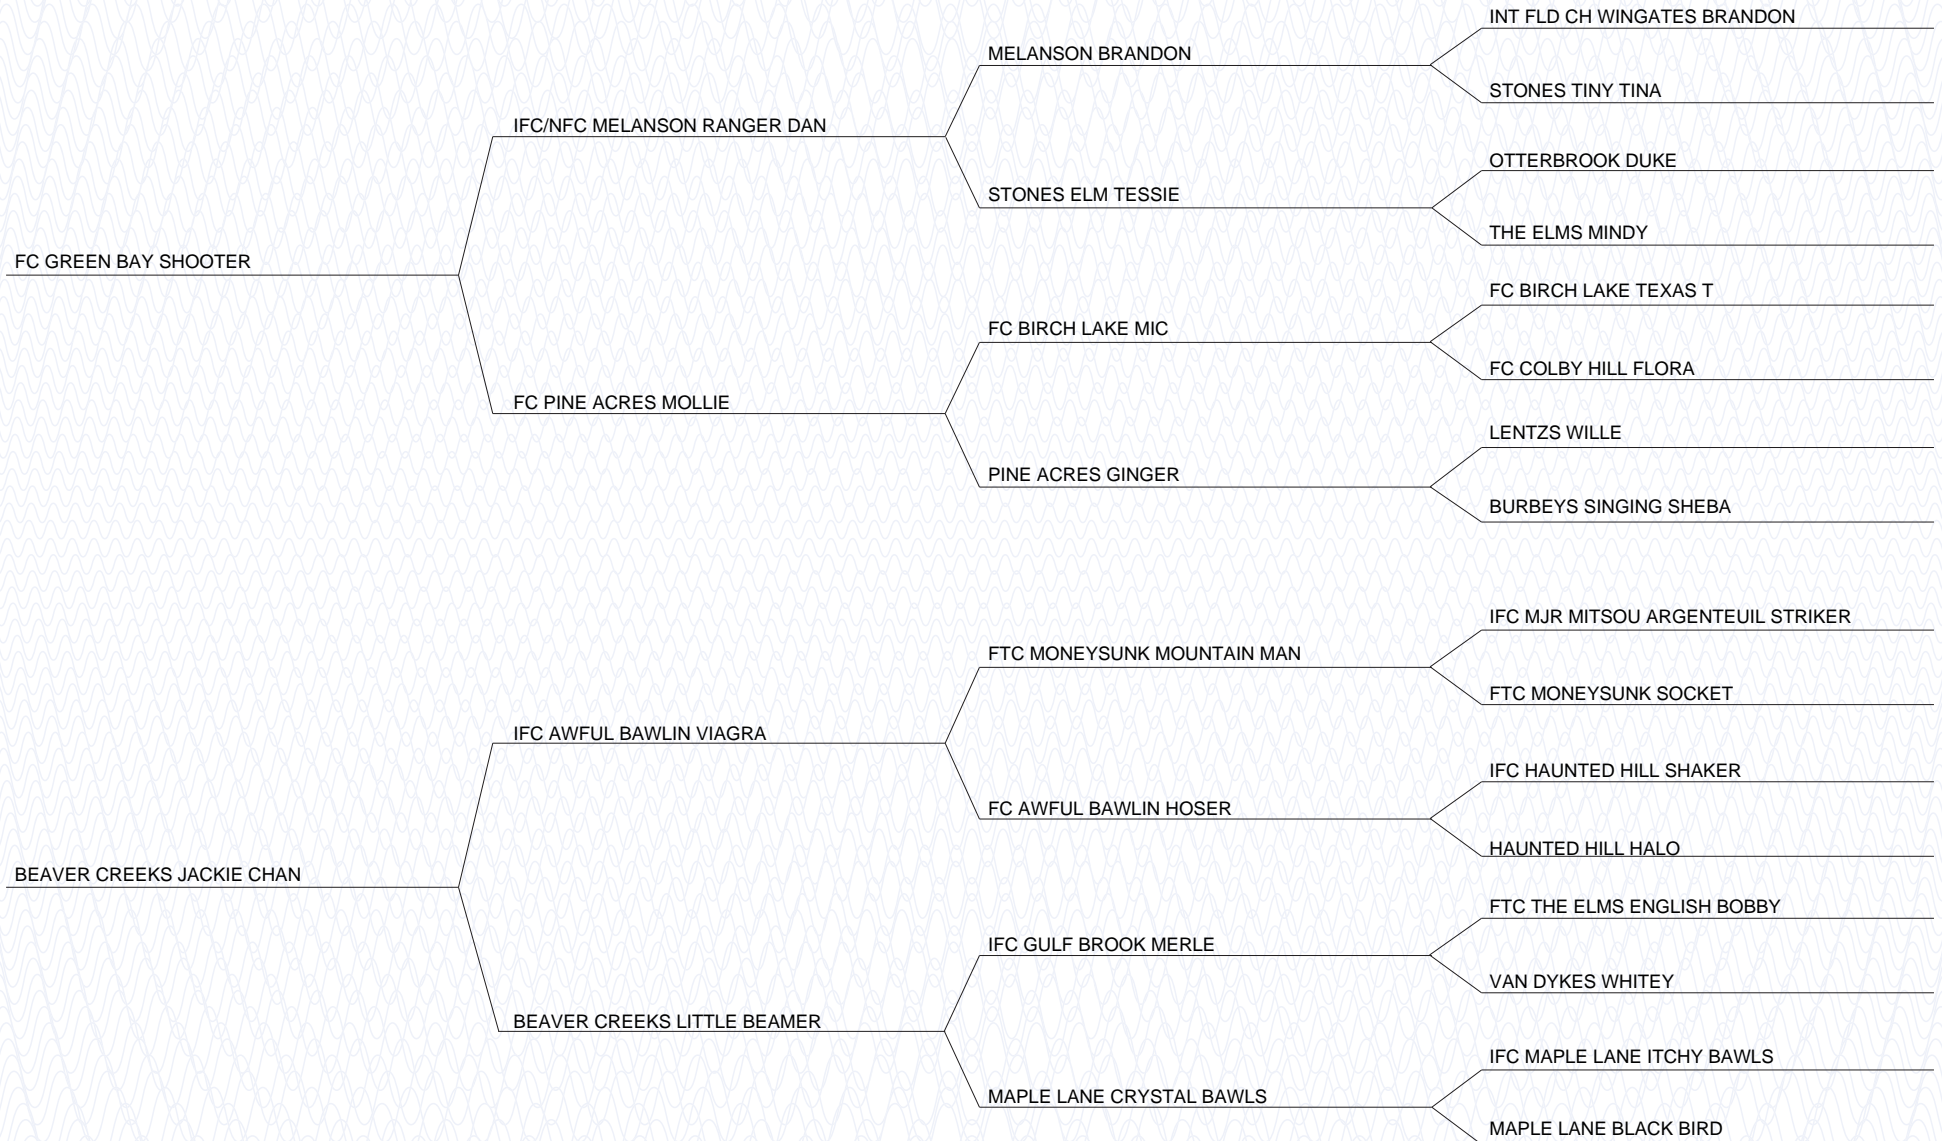 INT FLD CH WINGATES BRANDON
MELANSON BRANDON
STONES TINY TINA
IFC/NFC MELANSON RANGER DAN
OTTERBROOK DUKE
STONES ELM TESSIE
THE ELMS MINDY
FC GREEN BAY SHOOTER
FC BIRCH LAKE TEXAS T
FC BIRCH LAKE MIC
FC COLBY HILL FLORA
FC PINE ACRES MOLLIE
LENTZS WILLE
PINE ACRES GINGER
BURBEYS SINGING SHEBA
IFC MJR MITSOU ARGENTEUIL STRIKER
FTC MONEYSUNK MOUNTAIN MAN
FTC MONEYSUNK SOCKET
IFC AWFUL BAWLIN VIAGRA
IFC HAUNTED HILL SHAKER
FC AWFUL BAWLIN HOSER
HAUNTED HILL HALO
BEAVER CREEKS JACKIE CHAN
FTC THE ELMS ENGLISH BOBBY
IFC GULF BROOK MERLE
VAN DYKES WHITEY
BEAVER CREEKS LITTLE BEAMER
IFC MAPLE LANE ITCHY BAWLS
MAPLE LANE CRYSTAL BAWLS
MAPLE LANE BLACK BIRD